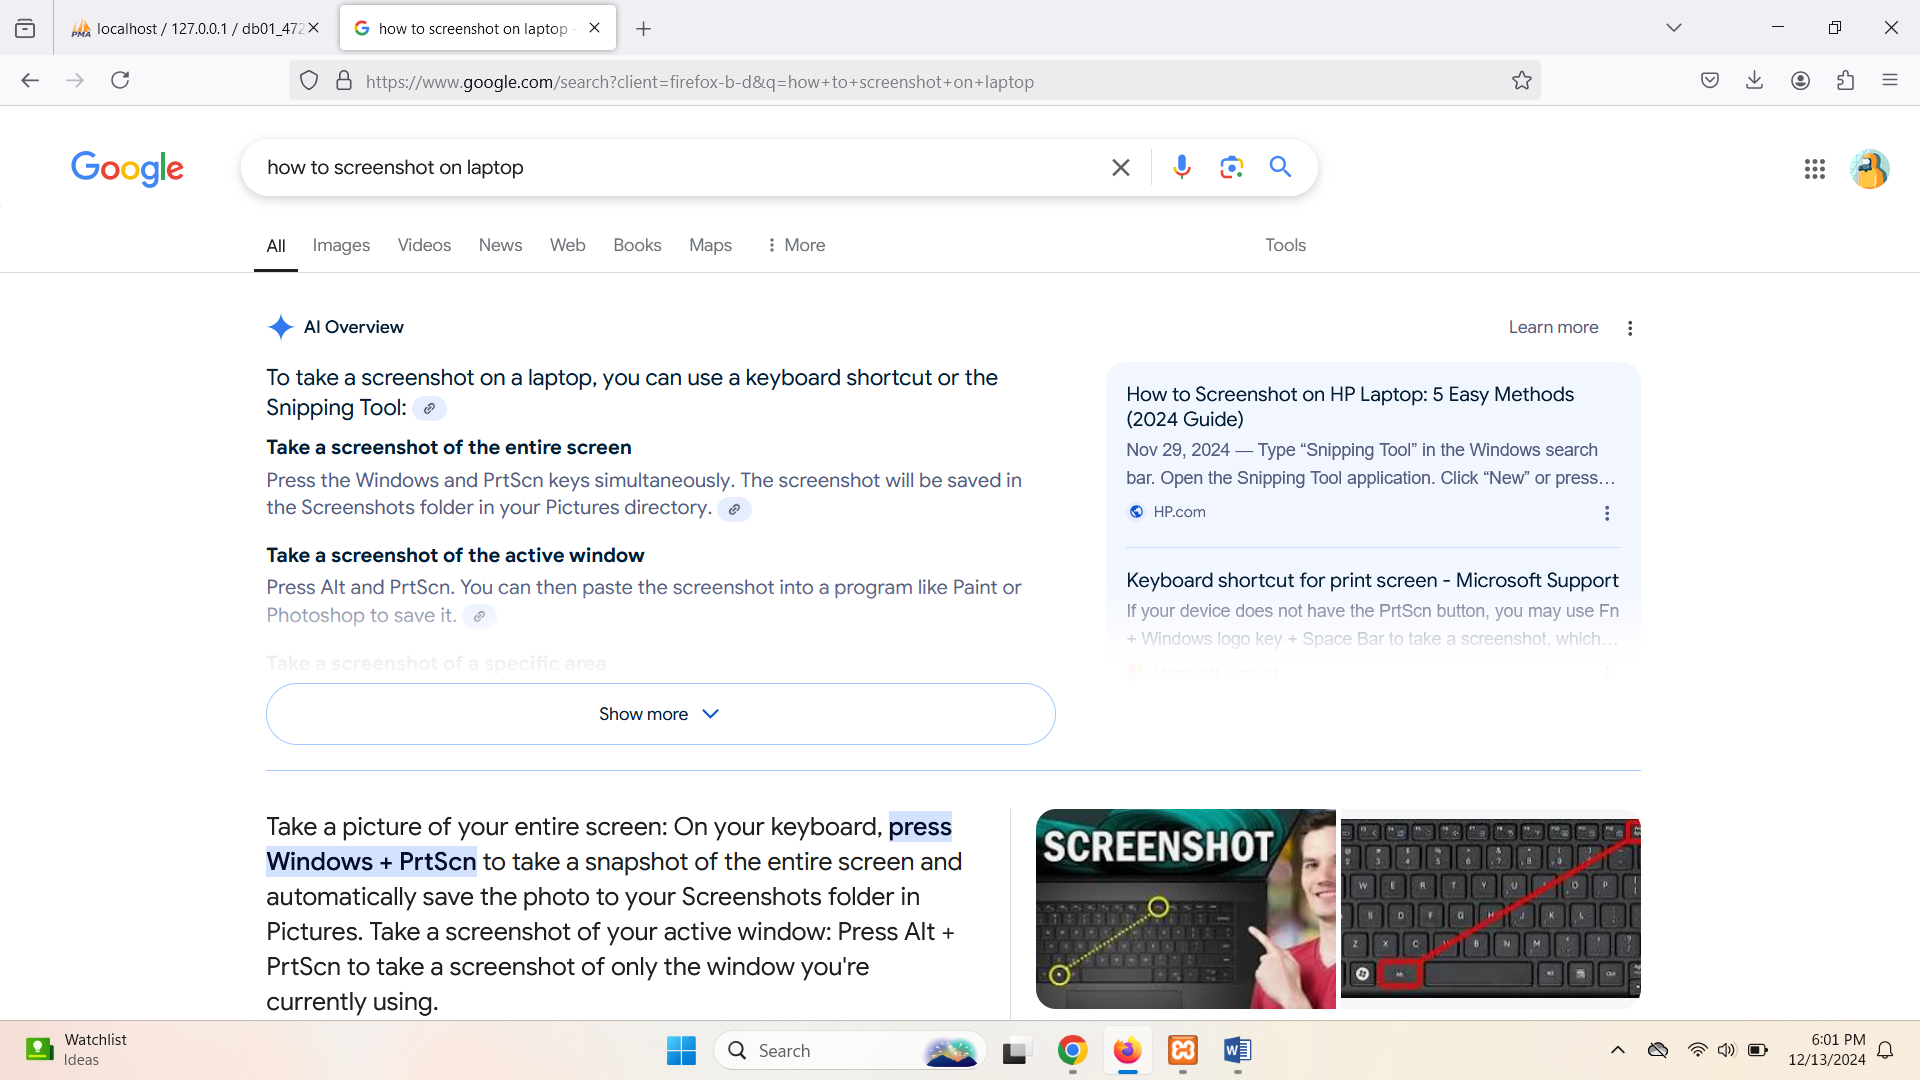 localhost / 127.0.0.1 / db01_472
how to screenshot on laptop -
https://www.google.com/search?client=firefox-b-d&q=how+to+screenshot+on+laptop
Google
how to screenshot on laptop
All Images Videos News Web Books Maps More Tools
AI Overview
Learn more
To take a screenshot on a laptop, you can use a keyboard shortcut or the
Snipping Tool:
Take a screenshot of the entire screen
Press the Windows and PrtScn keys simultaneously. The screenshot will be saved in
the Screenshots folder in your Pictures directory.
Take a screenshot of the active window
Press Alt and PrtScn. You can then paste the screenshot into a program like Paint or
Photoshop to save it.
Take a screenshot of a specific area
Show more
How to Screenshot on HP Laptop: 5 Easy Methods
(2024 Guide)
Nov 29, 2024 — Type “Snipping Tool” in the Windows search
bar. Open the Snipping Tool application. Click “New” or press...
HP.com
Keyboard shortcut for print screen - Microsoft Support
If your device does not have the PrtScn button, you may use Fn
+ Windows logo key + Space Bar to take a screenshot, which...
Microsoft Support
Take a picture of your entire screen: On your keyboard, press
Windows + PrtScn to take a snapshot of the entire screen and
automatically save the photo to your Screenshots folder in
Pictures. Take a screenshot of your active window: Press Alt +
PrtScn to take a screenshot of only the window you're
currently using.
SCREENSHOT
Watchlist
Ideas
Search
6:01 PM
12/13/2024